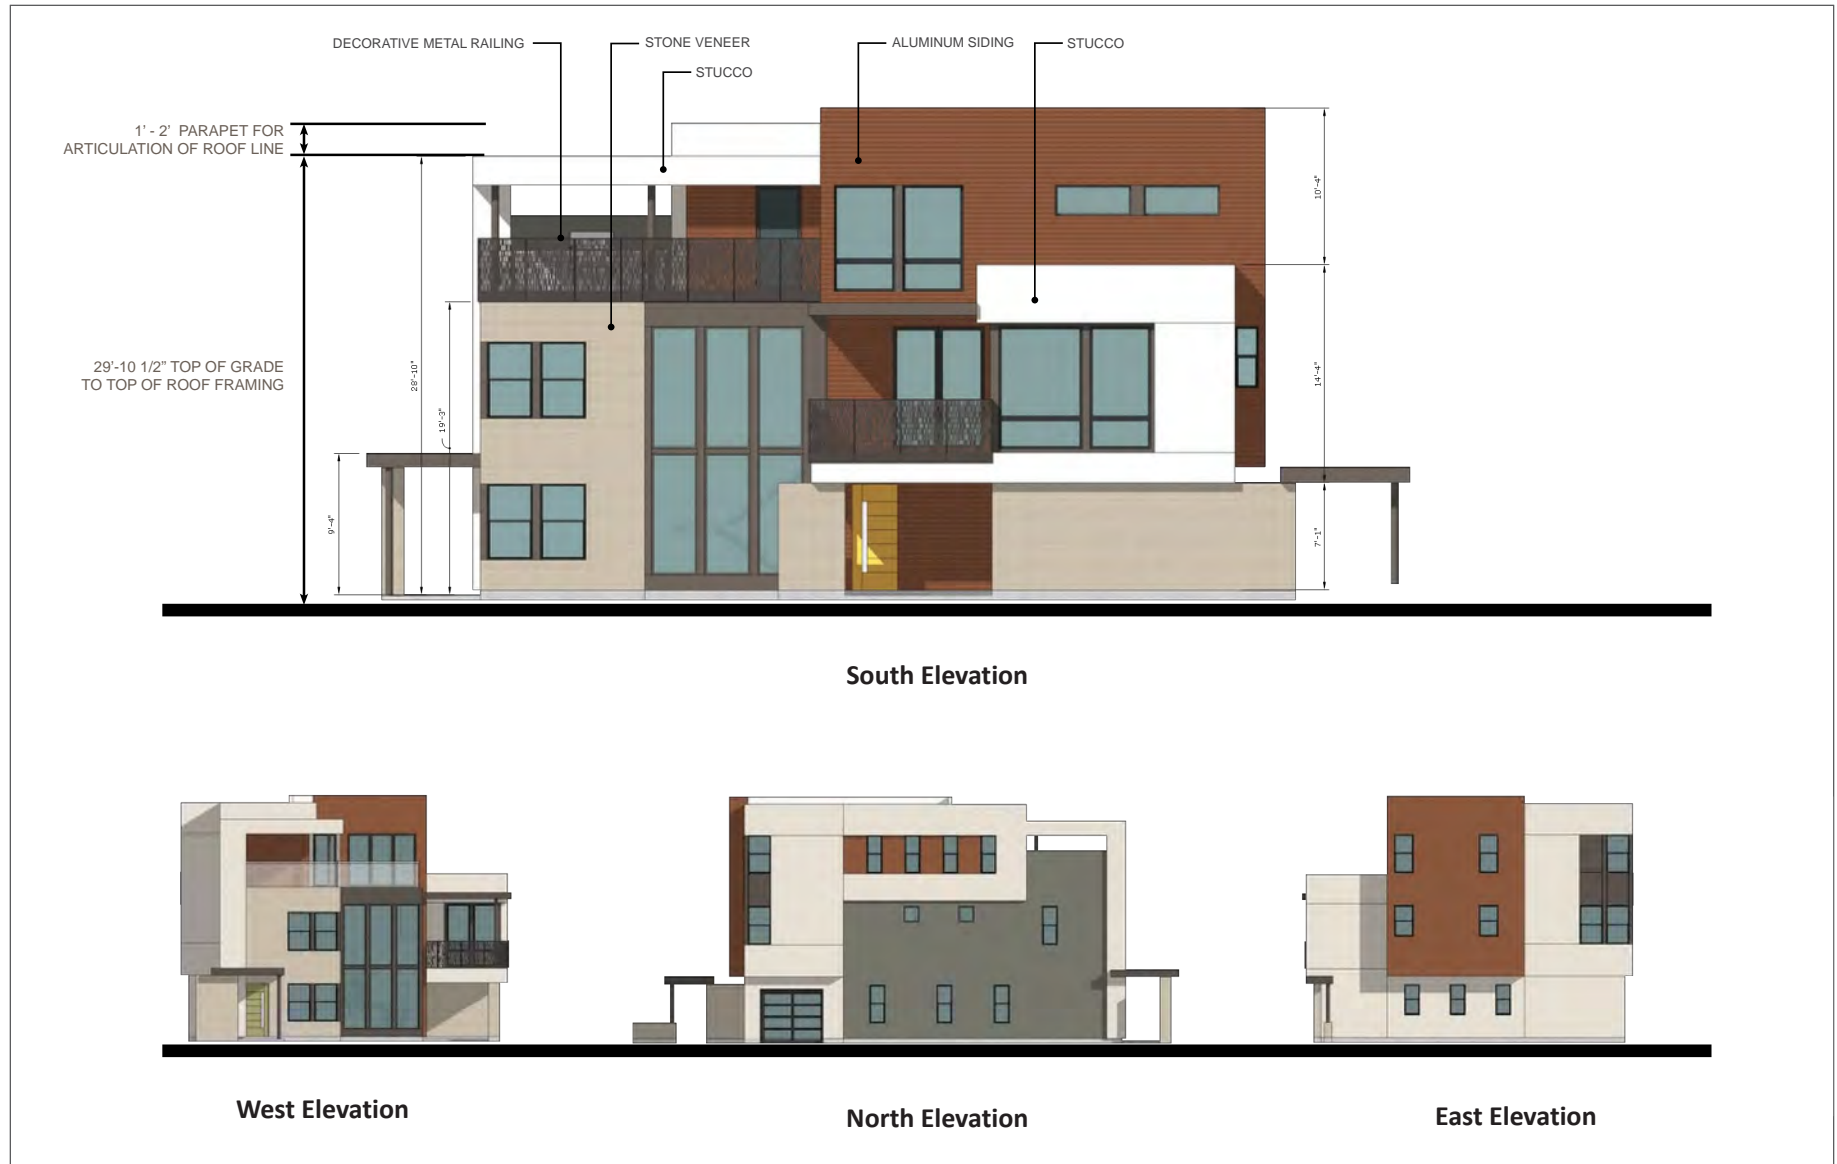 DECORATIVE METAL RAILING
STONE VENEER
ALUMINUM SIDING
STUCCO
STUCCO
1' - 2' PARAPET FOR
ARTICULATION OF ROOF LINE
10'-4"
29'-10 1/2" TOP OF GRADE
TO TOP OF ROOF FRAMING
28'-10"
19'-3"
14'-4"
9'-4"
7'-1"
South Elevation
West Elevation
North Elevation
East Elevation